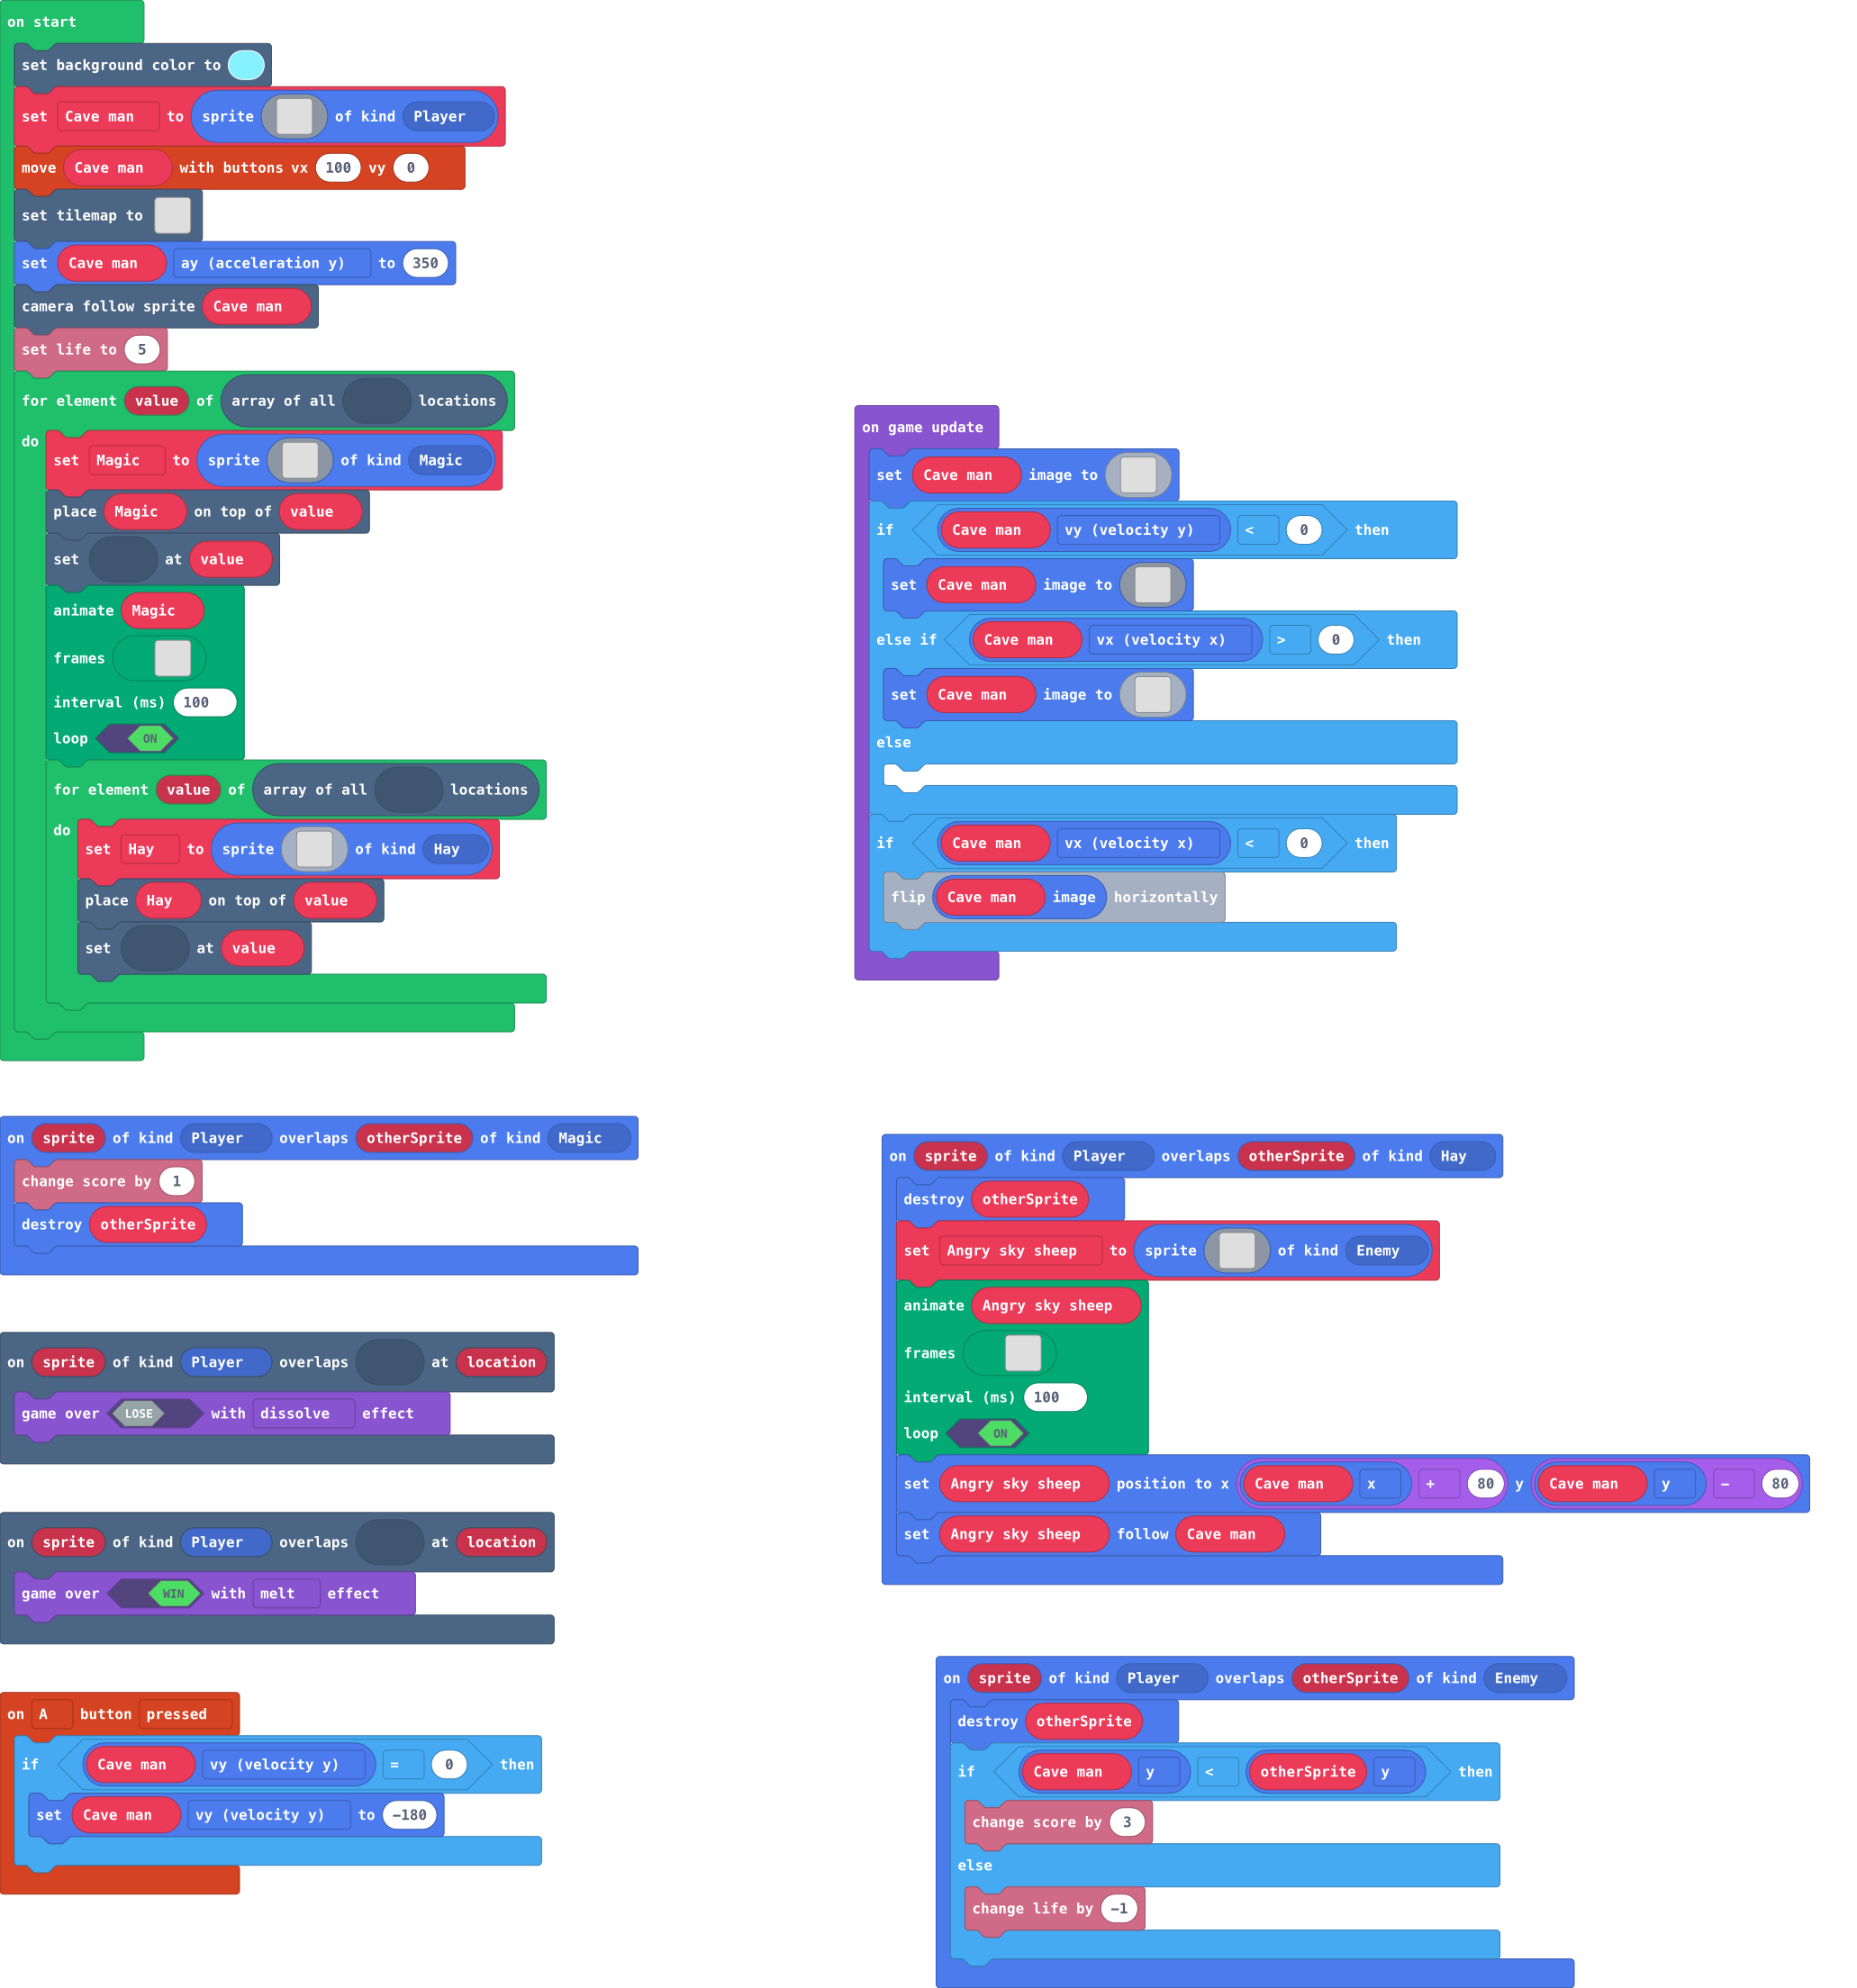 on start
set background color to
set Cave man to sprite of kind Player
move Cave man with buttons vx 100 vy 0
set tilemap to
set Cave man ay (acceleration y) to 350
camera follow sprite Cave man
set life to 5
for element value of array of all locations
do
set Magic to sprite of kind Magic
place Magic on top of value
set at value
animate Magic
frames
interval (ms) 100
loop ON
for element value of array of all locations
do
set Hay to sprite of kind Hay
place Hay on top of value
set at value
on game update
set Cave man image to
if Cave man vy (velocity y) < 0 then
set Cave man image to
else if Cave man vx (velocity x) > 0 then
set Cave man image to
else
if Cave man vx (velocity x) < 0 then
flip Cave man image horizontally
on sprite of kind Player overlaps otherSprite of kind Magic
change score by 1
destroy otherSprite
on sprite of kind Player overlaps at location
game over LOSE with dissolve effect
on sprite of kind Player overlaps at location
game over WIN with melt effect
on A button pressed
if Cave man vy (velocity y) = 0 then
set Cave man vy (velocity y) to −180
on sprite of kind Player overlaps otherSprite of kind Hay
destroy otherSprite
set Angry sky sheep to sprite of kind Enemy
animate Angry sky sheep
frames
interval (ms) 100
loop ON
set Angry sky sheep position to x Cave man x + 80 y Cave man y − 80
set Angry sky sheep follow Cave man
on sprite of kind Player overlaps otherSprite of kind Enemy
destroy otherSprite
if Cave man y < otherSprite y then
change score by 3
else
change life by −1